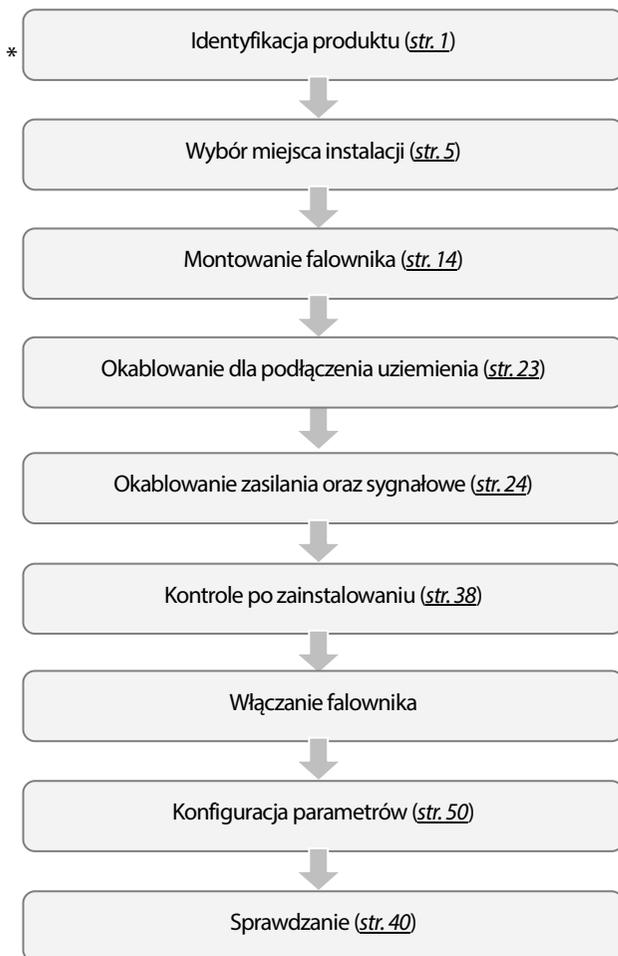 Identyfikacja produktu (str. 1)
*
Wybór miejsca instalacji (str. 5)
Montowanie falownika (str. 14)
Okablowanie dla podłączenia uziemienia (str. 23)
Okablowanie zasilania oraz sygnałowe (str. 24)
Kontrole po zainstalowaniu (str. 38)
Włączanie falownika
Konfiguracja parametrów (str. 50)
Sprawdzanie (str. 40)